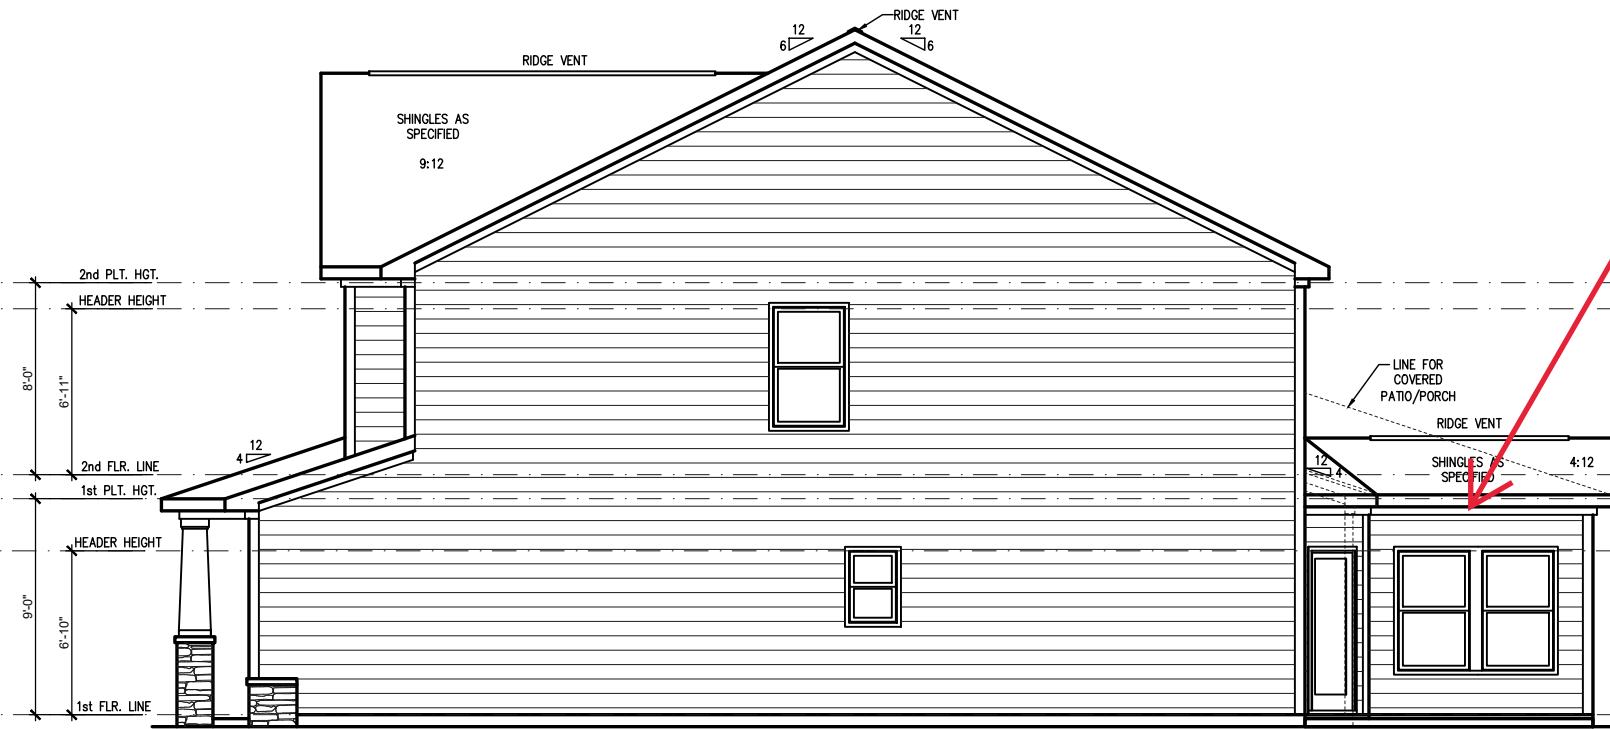 RIDGE VENT
12
6
12
6
RIDGE VENT
SHINGLES AS
SPECIFIED
9:12
2nd PLT. HGT.
HEADER HEIGHT
8'-0"
6'-11"
LINE FOR
COVERED
PATIO/PORCH
RIDGE VENT
12
4
2nd FLR. LINE
1st PLT. HGT.
12
4
SHINGLES AS
SPECIFIED
4:12
HEADER HEIGHT
9'-0"
6'-10"
1st FLR. LINE